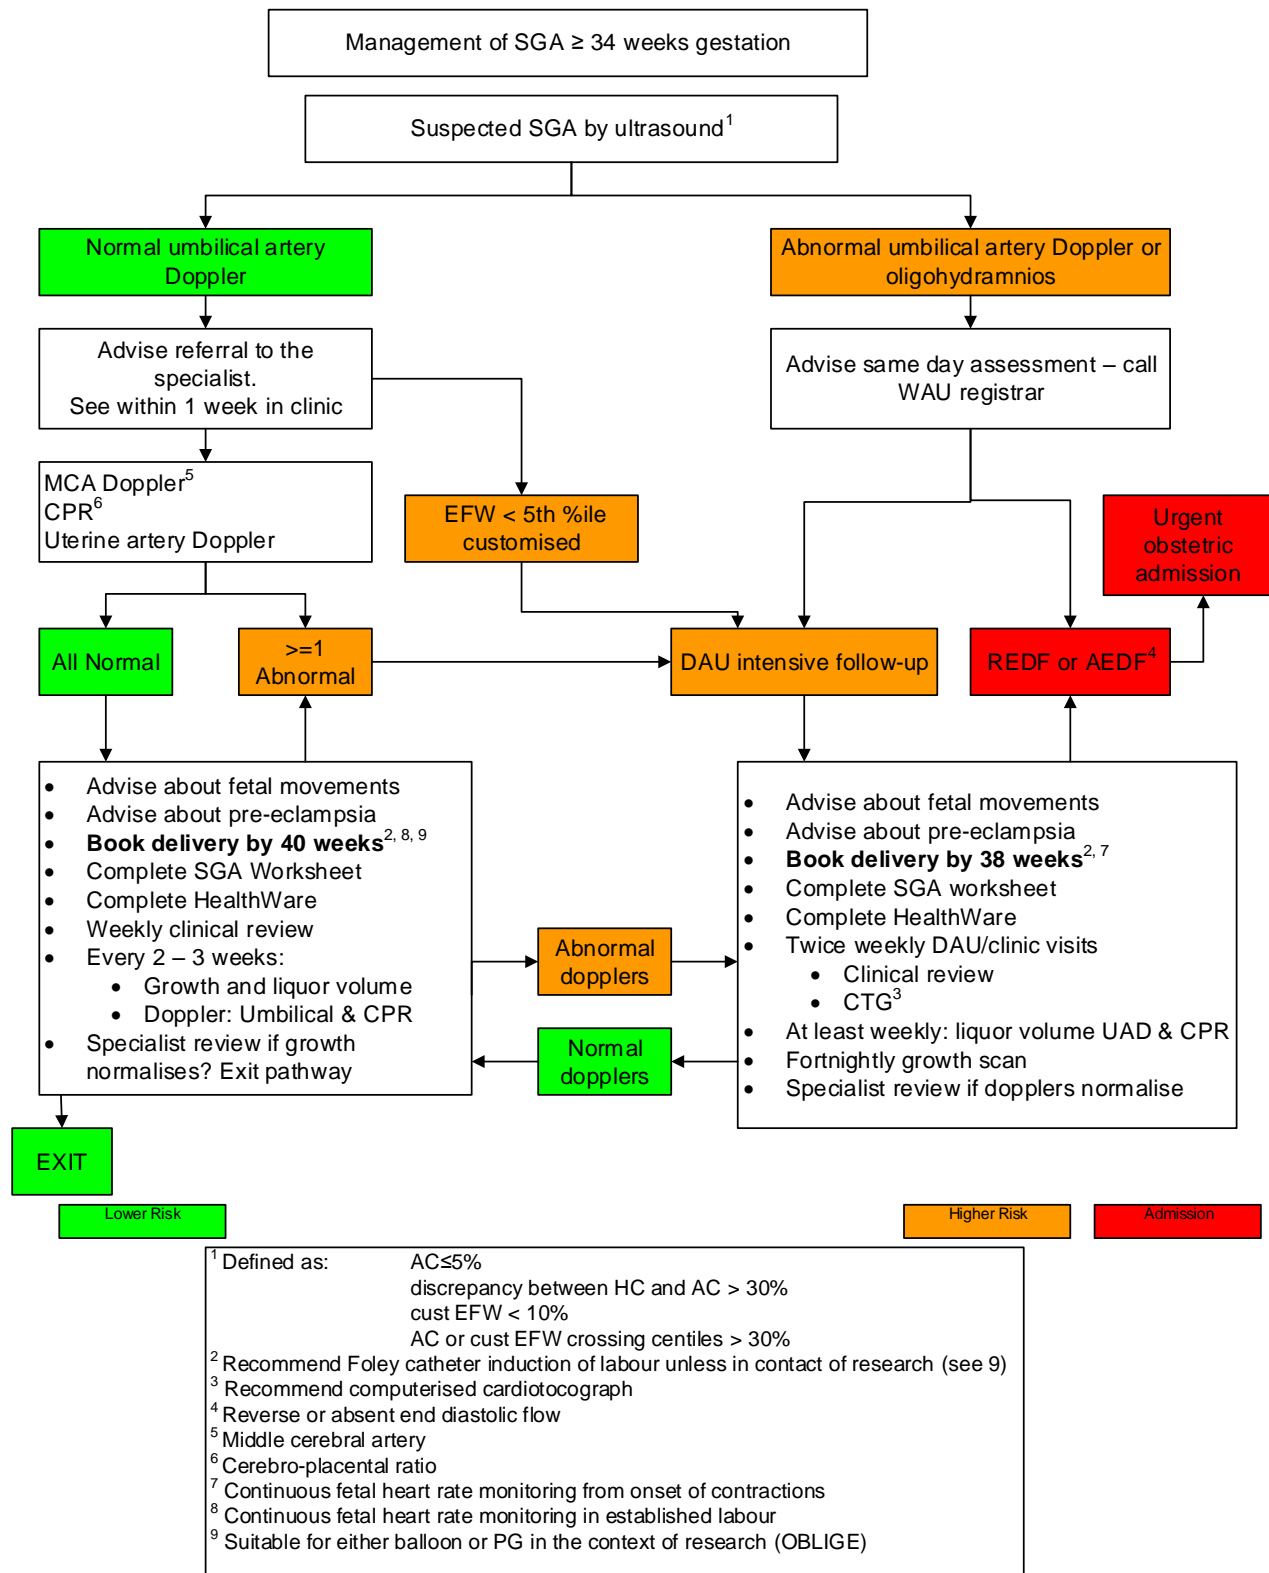 Management of SGA ≥ 34 weeks gestation
Suspected SGA by ultrasound1
Normal umbilical artery
Doppler
Abnormal umbilical artery Doppler or
oligohydramnios
Advise referral to the
specialist.
See within 1 week in clinic
Advise same day assessment – call
WAU registrar
MCA Doppler5
CPR6
Uterine artery Doppler
EFW < 5th %ile
customised
Urgent
obstetric
admission
All Normal
>=1
Abnormal
DAU intensive follow-up
REDF or AEDF4
• Advise about fetal movements
• Advise about pre-eclampsia
• Book delivery by 40 weeks2, 8, 9
• Complete SGA Worksheet
• Complete HealthWare
• Weekly clinical review
• Every 2 – 3 weeks:
• Growth and liquor volume
• Doppler: Umbilical & CPR
• Specialist review if growth
normalises? Exit pathway
Abnormal
dopplers
Normal
dopplers
• Advise about fetal movements
• Advise about pre-eclampsia
• Book delivery by 38 weeks2, 7
• Complete SGA worksheet
• Complete HealthWare
• Twice weekly DAU/clinic visits
• Clinical review
• CTG3
• At least weekly: liquor volume UAD & CPR
• Fortnightly growth scan
• Specialist review if dopplers normalise
EXIT
Lower Risk
Higher Risk
Admission
1 Defined as: AC≤5%
discrepancy between HC and AC > 30%
cust EFW < 10%
AC or cust EFW crossing centiles > 30%
2 Recommend Foley catheter induction of labour unless in contact of research (see 9)
3 Recommend computerised cardiotocograph
4 Reverse or absent end diastolic flow
5 Middle cerebral artery
6 Cerebro-placental ratio
7 Continuous fetal heart rate monitoring from onset of contractions
8 Continuous fetal heart rate monitoring in established labour
9 Suitable for either balloon or PG in the context of research (OBLIGE)